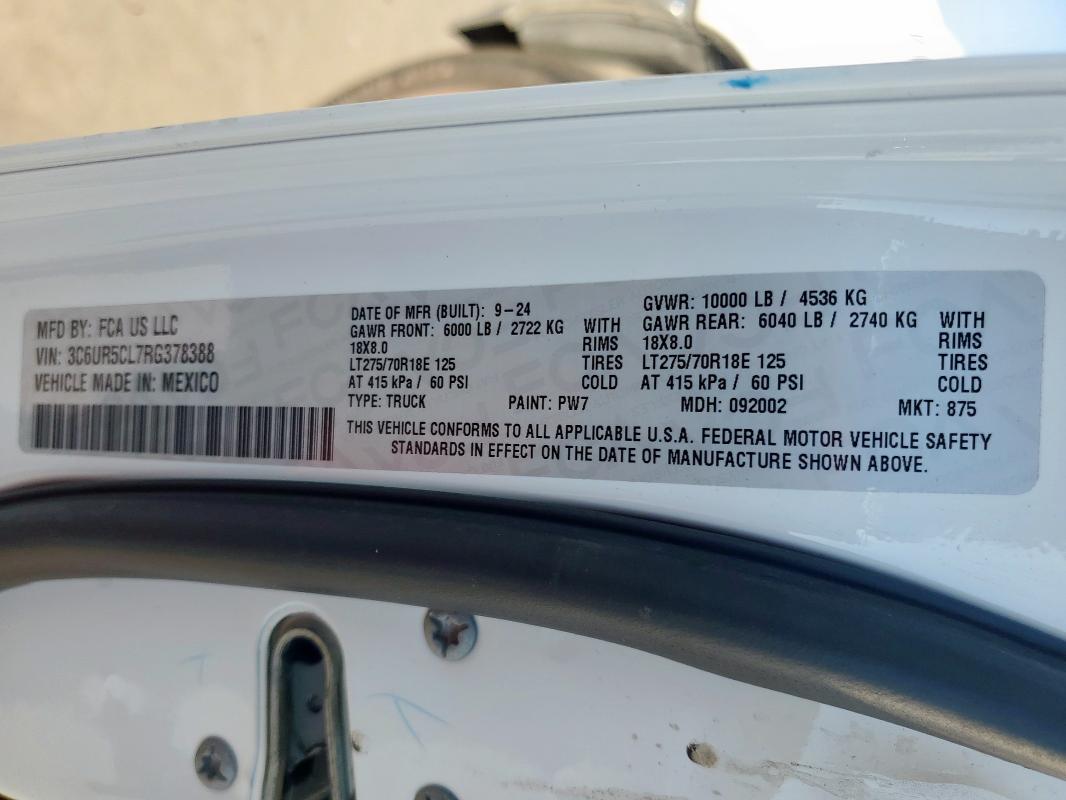 MFD BY: FCA US LLC
VIN: 3C6UR5CL7RG378388
VEHICLE MADE IN: MEXICO
DATE OF MFR (BUILT): 9-24
GVWR: 10000 LB / 4536 KG
GAWR FRONT: 6000 LB / 2722 KG WITH
GAWR REAR: 6040 LB / 2740 KG WITH
18X8.0 RIMS
18X8.0 RIMS
LT275/70R18E 125 TIRES
LT275/70R18E 125 TIRES
AT 415 kPa / 60 PSI COLD
AT 415 kPa / 60 PSI COLD
TYPE: TRUCK PAINT: PW7 MDH: 092002 MKT: 875
THIS VEHICLE CONFORMS TO ALL APPLICABLE U.S.A. FEDERAL MOTOR VEHICLE SAFETY
STANDARDS IN EFFECT ON THE DATE OF MANUFACTURE SHOWN ABOVE.